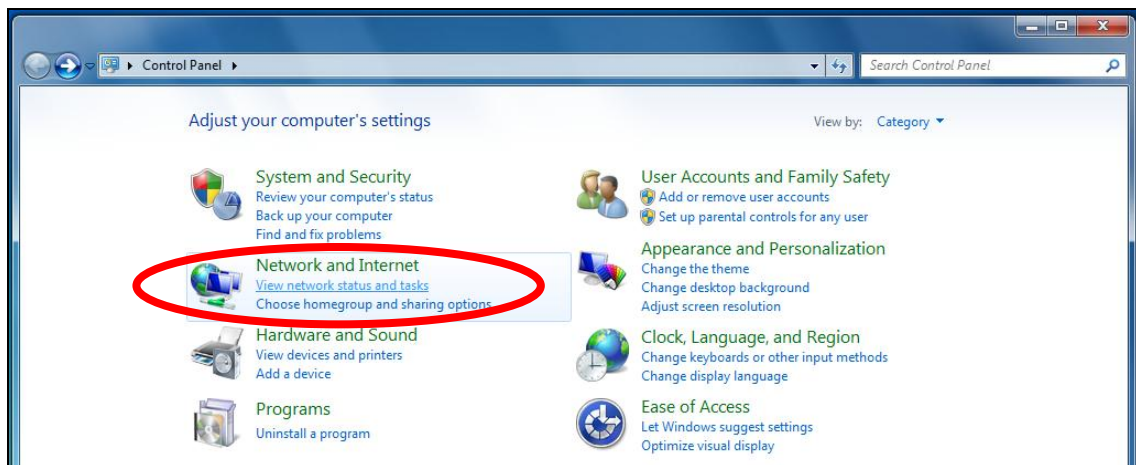 Control Panel
Search Control Panel
Adjust your computer's settings
View by: Category
System and Security
Review your computer's status
Back up your computer
Find and fix problems
Network and Internet
View network status and tasks
Choose homegroup and sharing options
Hardware and Sound
View devices and printers
Add a device
Programs
Uninstall a program
User Accounts and Family Safety
Add or remove user accounts
Set up parental controls for any user
Appearance and Personalization
Change the theme
Change desktop background
Adjust screen resolution
Clock, Language, and Region
Change keyboards or other input methods
Change display language
Ease of Access
Let Windows suggest settings
Optimize visual display